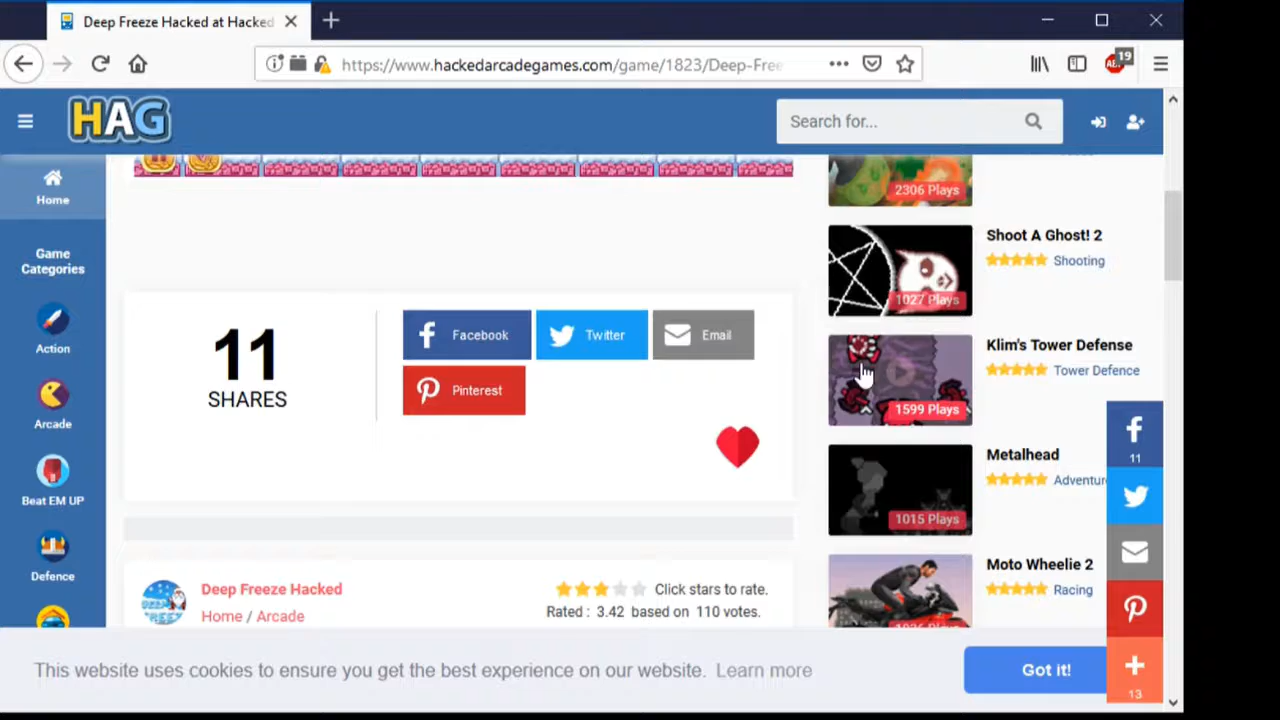 Deep Freeze Hacked at Hacked
19
https://www.hackedarcadegames.com/game/1823/Deep-Free
HAG
Search for...
Home
Game
Categories
Action
Arcade
Beat EM UP
Defence
11
SHARES
Facebook
Twitter
Email
Pinterest
Deep Freeze Hacked
Home / Arcade
Click stars to rate.
Rated : 3.42 based on 110 votes.
2306 Plays
Shoot A Ghost! 2
Shooting
1027 Plays
Klim's Tower Defense
Tower Defence
1599 Plays
Metalhead
Adventure
1015 Plays
Moto Wheelie 2
Racing
11
13
This website uses cookies to ensure you get the best experience on our website. Learn more
Got it!